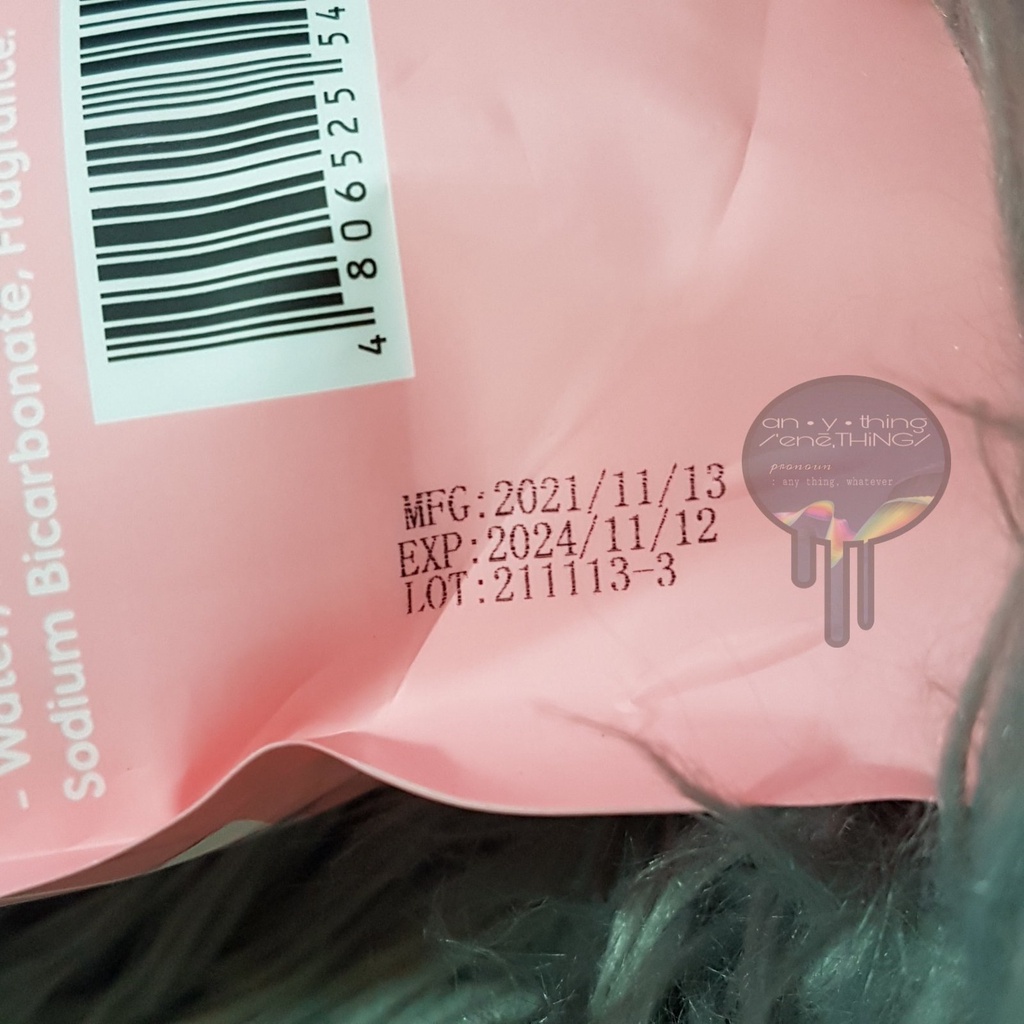 - Water,
Sodium Bicarbonate, Fragrance.
4 806525 54
MFG:2021/11/13
EXP:2024/11/12
LOT:211113-3
an • y • thing
/'enē,THiNG/
pronoun
: any thing, whatever